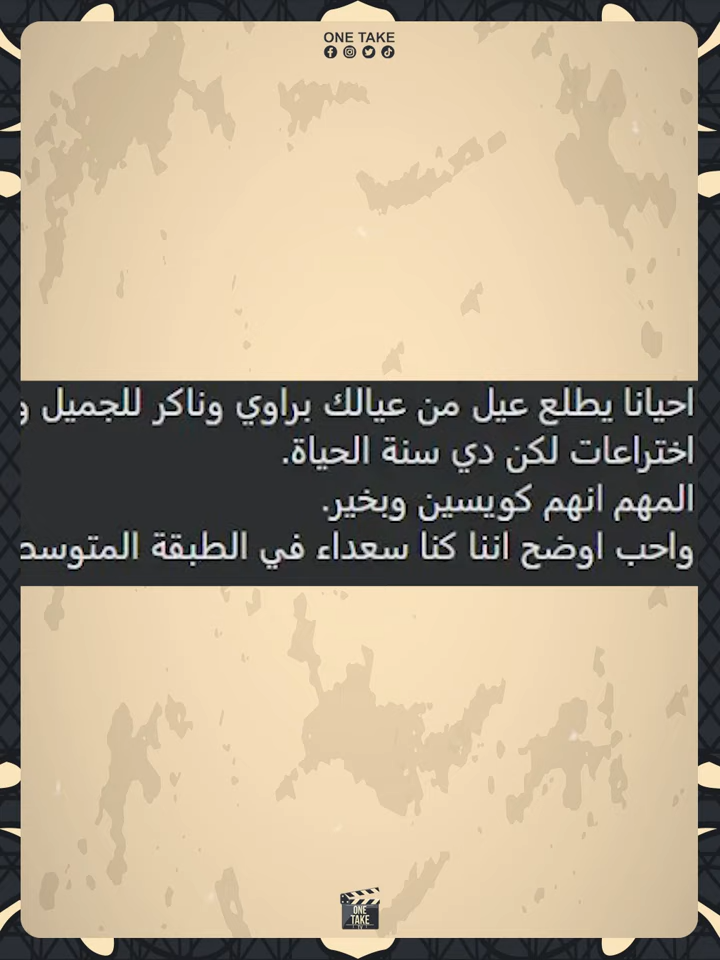 ONE TAKE
احيانا يطلع عيل من عيالك براوي وناكر للجميل و
اختراعات لكن دي سنة الحياة.
المهم انهم كويسين وبخير.
واحب اوضح اننا كنا سعداء في الطبقة
ONE
TAKE